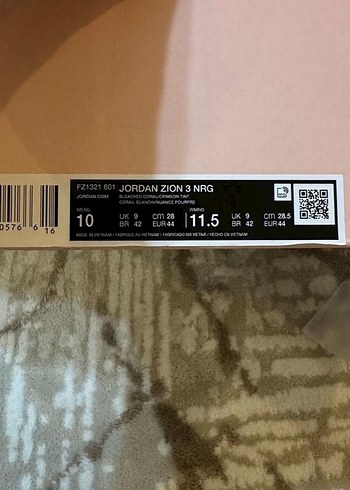 FZ1321 601 JORDAN ZION 3 NRG
JORDAN.COM BLEACHED CORAL/CRIMSON TINT
CORAIL BLANCHI/NUANCE POURPRE
MENS WMNS
10 UK 9 CM 28 11.5 UK 9 CM 28.5
BR 42 EUR 44 BR 42 EUR 44
0576 6 16
MADE IN VIETNAM / FABRIQUÉ AU VIETNAM / FABRICADO NO VIETNÃ / HECHO EN VIETNAM